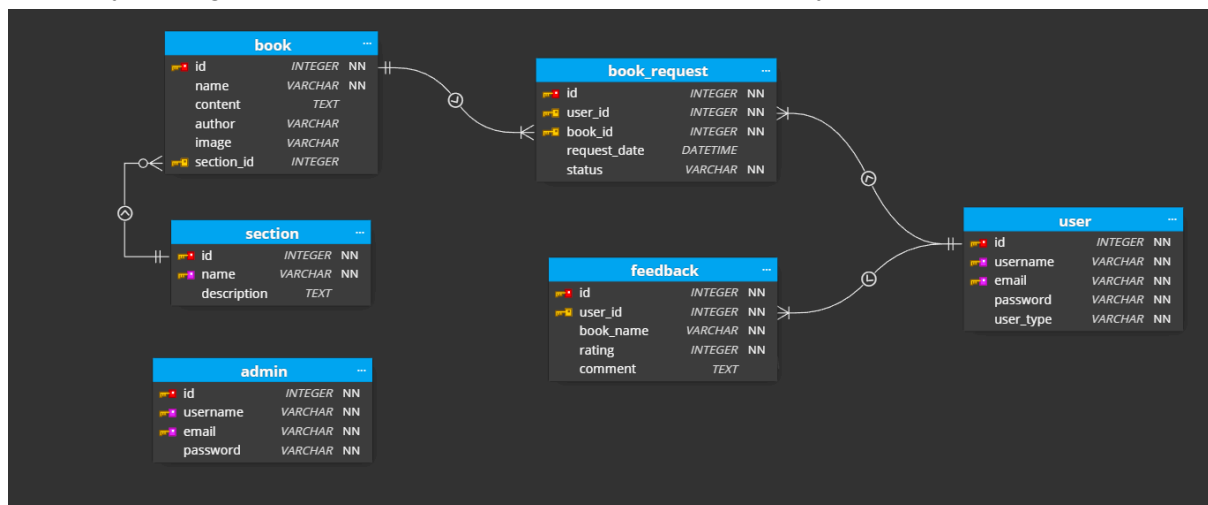 book ...
id INTEGER NN
name VARCHAR NN
content TEXT
author VARCHAR
image VARCHAR
section_id INTEGER
section ...
id INTEGER NN
name VARCHAR NN
description TEXT
admin ...
id INTEGER NN
username VARCHAR NN
email VARCHAR NN
password VARCHAR NN
book_request ...
id INTEGER NN
user_id INTEGER NN
book_id INTEGER NN
request_date DATETIME
status VARCHAR NN
feedback ...
id INTEGER NN
user_id INTEGER NN
book_name VARCHAR NN
rating INTEGER NN
comment TEXT
user ...
id INTEGER NN
username VARCHAR NN
email VARCHAR NN
password VARCHAR NN
user_type VARCHAR NN